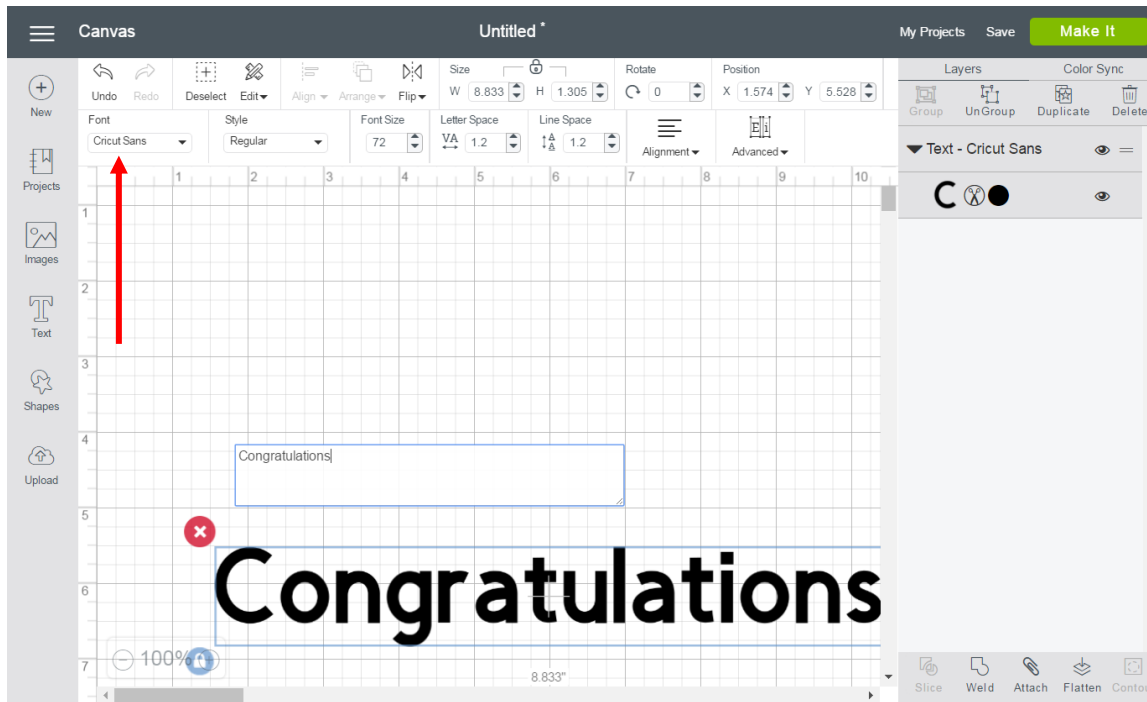 Canvas Untitled * My Projects Save Make It
Size Rotate Position Layers Color Sync
New Undo Redo Deselect Edit Align Arrange Flip W 8.833 H 1.305 0 X 1.574 Y 5.528 Group UnGroup Duplicate Delete
Font Style Font Size Letter Space Line Space
Cricut Sans Regular 72 VA 1.2 A A 1.2 Alignment Advanced
Text - Cricut Sans
Projects
1 2 3 4 5 6 7 8 9 10
C
1
Images
2
Text
3
Shapes
4
Congratulations
Upload
5
Congratulations
6
100%
7
8.833"
Slice Weld Attach Flatten Contou